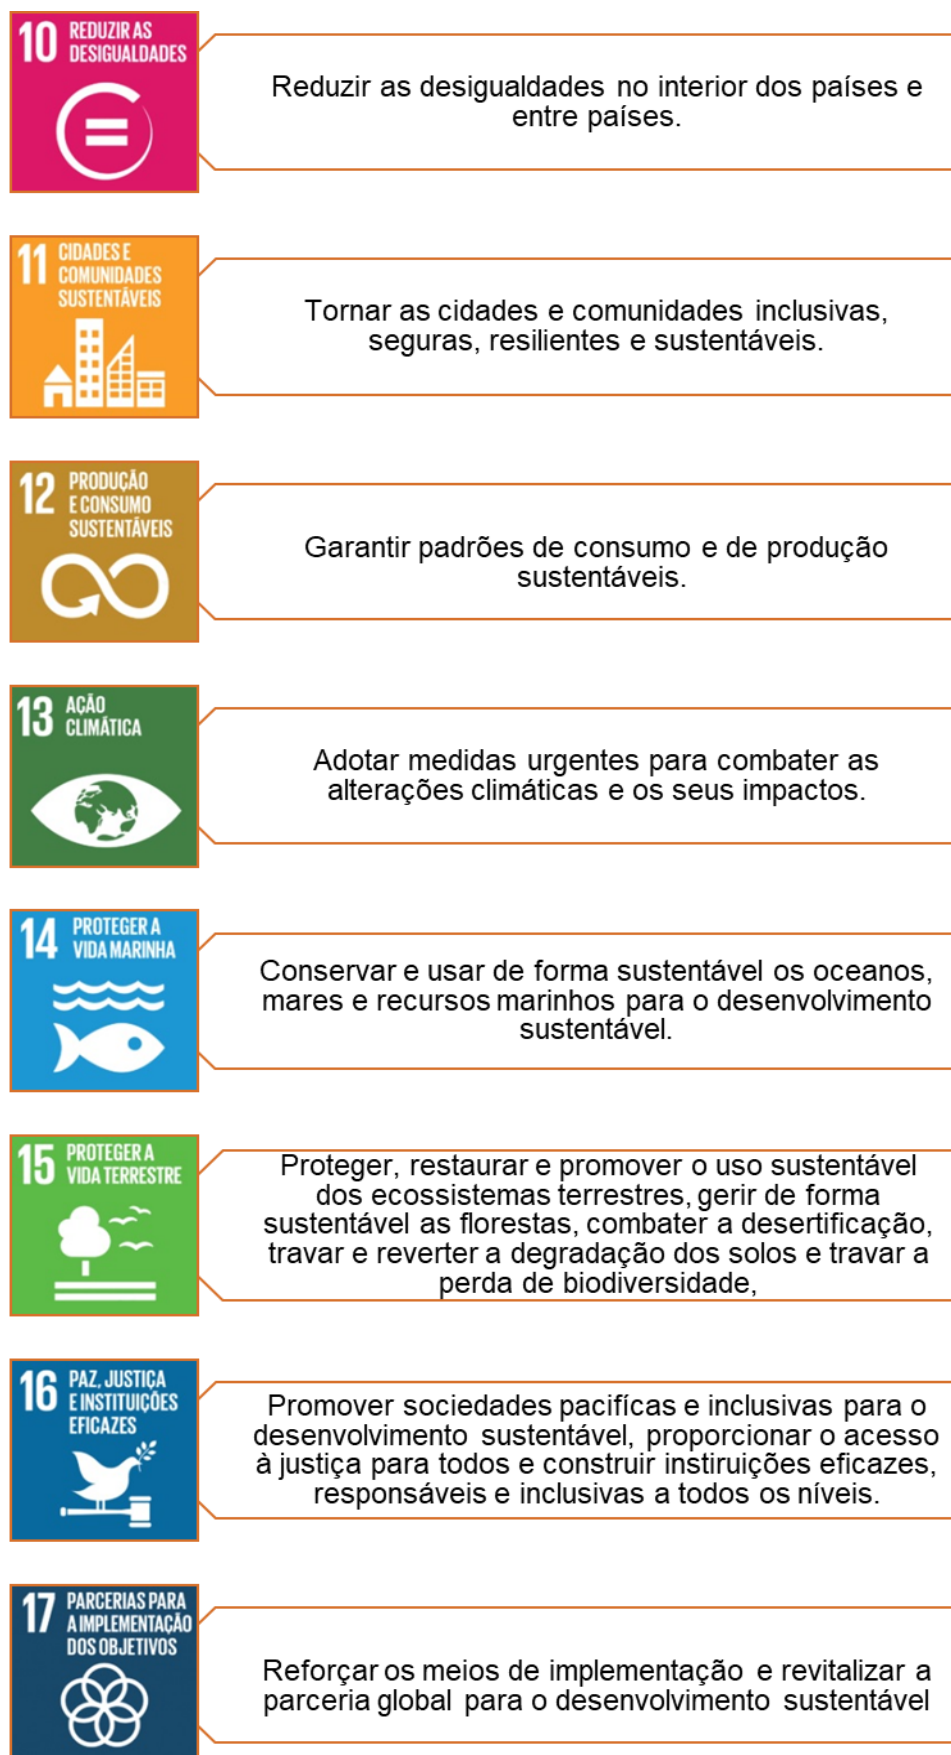 10 REDUZIR AS
DESIGUALDADES
Reduzir as desigualdades no interior dos países e
entre países.
11 CIDADES E
COMUNIDADES
SUSTENTÁVEIS
Tornar as cidades e comunidades inclusivas,
seguras, resilientes e sustentáveis.
12 PRODUÇÃO
E CONSUMO
SUSTENTÁVEIS
Garantir padrões de consumo e de produção
sustentáveis.
13 AÇÃO
CLIMÁTICA
Adotar medidas urgentes para combater as
alterações climáticas e os seus impactos.
14 PROTEGER A
VIDA MARINHA
Conservar e usar de forma sustentável os oceanos,
mares e recursos marinhos para o desenvolvimento
sustentável.
15 PROTEGER A
VIDA TERRESTRE
Proteger, restaurar e promover o uso sustentável
dos ecossistemas terrestres, gerir de forma
sustentável as florestas, combater a desertificação,
travar e reverter a degradação dos solos e travar a
perda de biodiversidade,
16 PAZ, JUSTIÇA
E INSTITUIÇÕES
EFICAZES
Promover sociedades pacifícas e inclusivas para o
desenvolvimento sustentável, proporcionar o acesso
à justiça para todos e construir instiruições eficazes,
responsáveis e inclusivas a todos os níveis.
17 PARCERIAS PARA
A IMPLEMENTAÇÃO
DOS OBJETIVOS
Reforçar os meios de implementação e revitalizar a
parceria global para o desenvolvimento sustentável